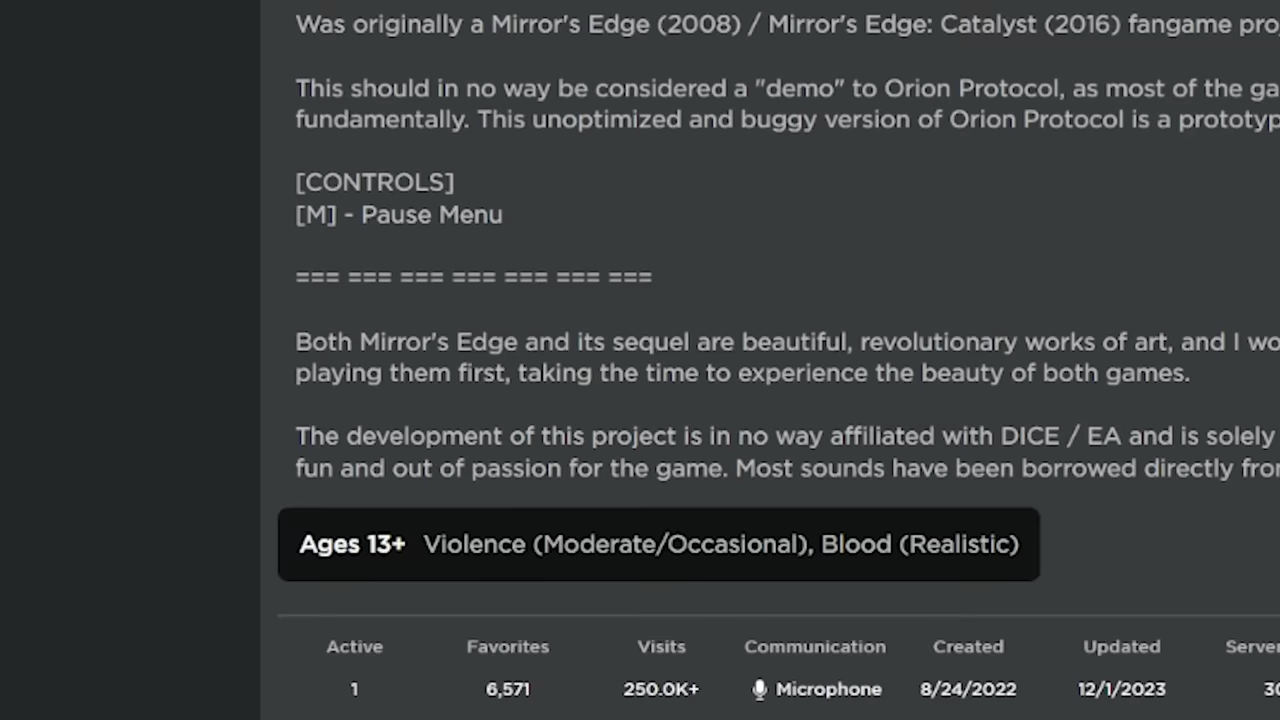 Was originally a Mirror's Edge (2008) / Mirror's Edge: Catalyst (2016) fangame
This should in no way be considered a "demo" to Orion Protocol, as most of the
fundamentally. This unoptimized and buggy version of Orion Protocol is a
[CONTROLS]
[M] - Pause Menu
=== === === === === === ===
Both Mirror's Edge and its sequel are beautiful, revolutionary works of art, and I
playing them first, taking the time to experience the beauty of both games.
The development of this project is in no way affiliated with DICE / EA and is solely
fun and out of passion for the game. Most sounds have been borrowed directly
Ages 13+ Violence (Moderate/Occasional), Blood (Realistic)
Active Favorites Visits Communication Created Updated
1 6,571 250.0K+ Microphone 8/24/2022 12/1/2023